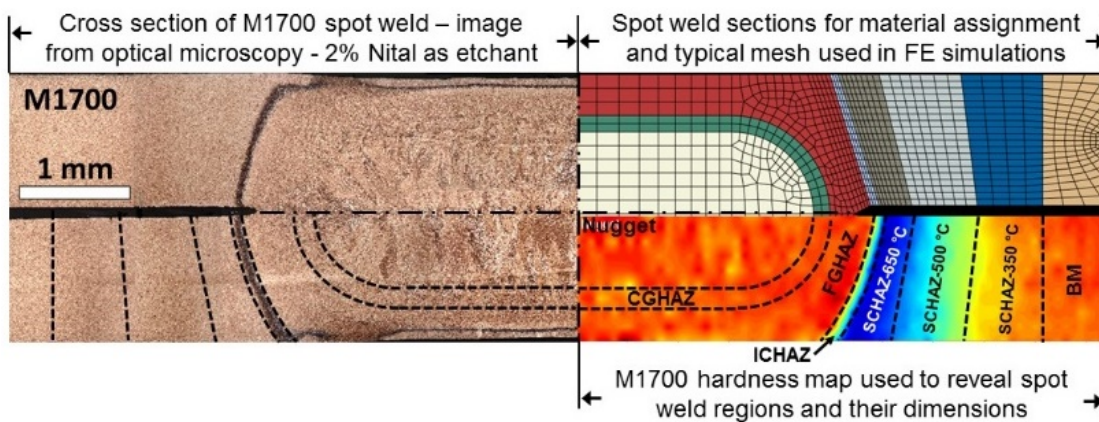 Cross section of M1700 spot weld – image
from optical microscopy - 2% Nital as etchant
Spot weld sections for material assignment
and typical mesh used in FE simulations
M1700
1 mm
Nugget
CGHAZ
FGHAZ
SCHAZ-650 °C
SCHAZ-500 °C
SCHAZ-350 °C
BM
ICHAZ
M1700 hardness map used to reveal spot
weld regions and their dimensions